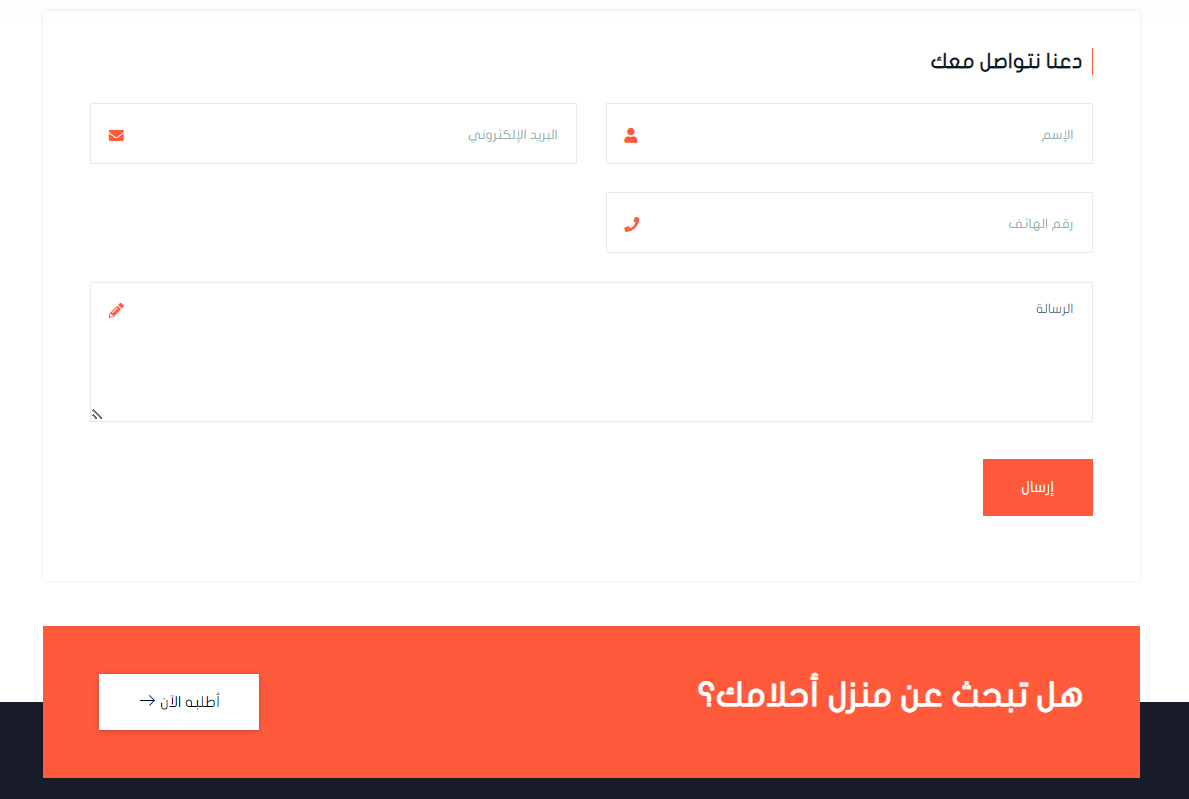 دعنا نتواصل معك
الإسم
البريد الإلكتروني
رقم الهاتف
الرسالة
إرسال
هل تبحث عن منزل أحلامك؟
أطلبه الآن